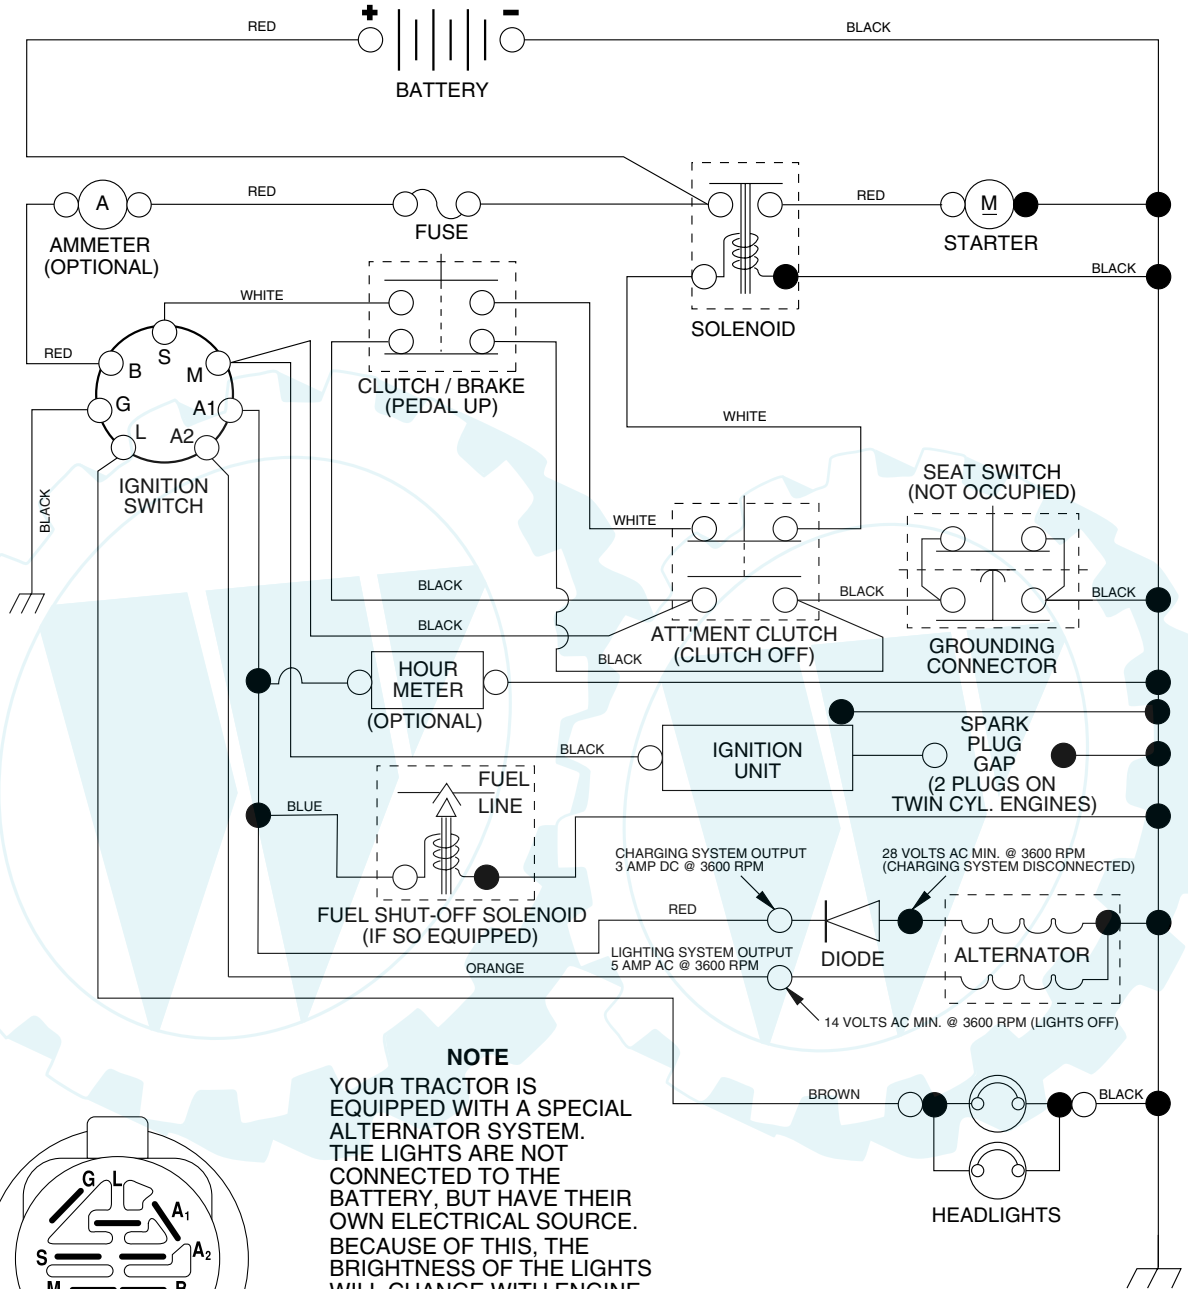 RED
+
-
BLACK
BATTERY
A
RED
RED
M
AMMETER
(OPTIONAL)
FUSE
STARTER
BLACK
WHITE
SOLENOID
RED
S
B
M
G
A1
L
A2
CLUTCH / BRAKE
(PEDAL UP)
IGNITION
SWITCH
BLACK
WHITE
SEAT SWITCH
(NOT OCCUPIED)
WHITE
BLACK
BLACK
BLACK
BLACK
ATT'MENT CLUTCH
(CLUTCH OFF)
GROUNDING
CONNECTOR
BLACK
HOUR
METER
(OPTIONAL)
BLACK
IGNITION
UNIT
SPARK
PLUG
GAP
(2 PLUGS ON
TWIN CYL. ENGINES)
FUEL
LINE
BLUE
FUEL SHUT-OFF SOLENOID
(IF SO EQUIPPED)
CHARGING SYSTEM OUTPUT
3 AMP DC @ 3600 RPM
28 VOLTS AC MIN. @ 3600 RPM
(CHARGING SYSTEM DISCONNECTED)
RED
DIODE
ALTERNATOR
LIGHTING SYSTEM OUTPUT
5 AMP AC @ 3600 RPM
ORANGE
14 VOLTS AC MIN. @ 3600 RPM (LIGHTS OFF)
BROWN
BLACK
HEADLIGHTS
NOTE
YOUR TRACTOR IS
EQUIPPED WITH A SPECIAL
ALTERNATOR SYSTEM.
THE LIGHTS ARE NOT
CONNECTED TO THE
BATTERY, BUT HAVE THEIR
OWN ELECTRICAL SOURCE.
BECAUSE OF THIS, THE
BRIGHTNESS OF THE LIGHTS
WILL CHANGE WITH ENGINE
G L
A1
S
A2
M
B